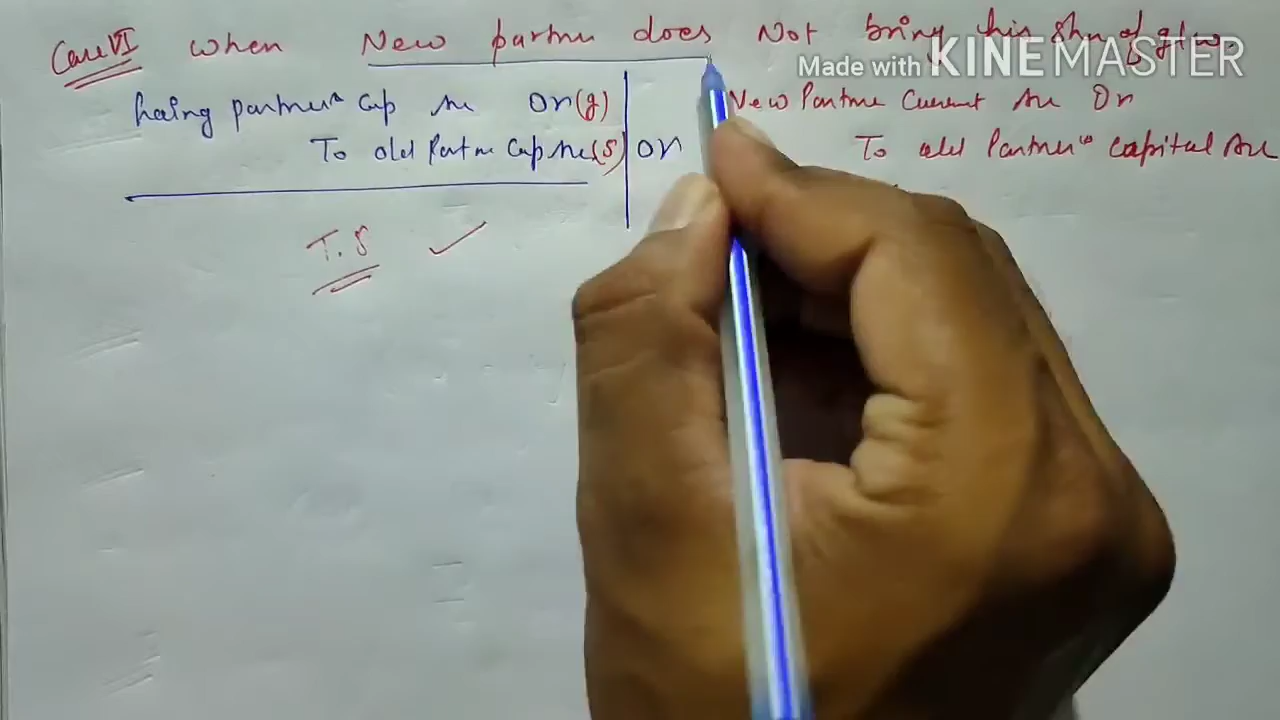 Case VI When New partner does Not bring his Share of g/w.
Made with KINEMASTER
Gaining partner's Cap A/c Dr (g)
To old Partner Cap A/c (S)
or
New Partner Current A/c Dr
To old Partner's capital A/c
T.S ✓